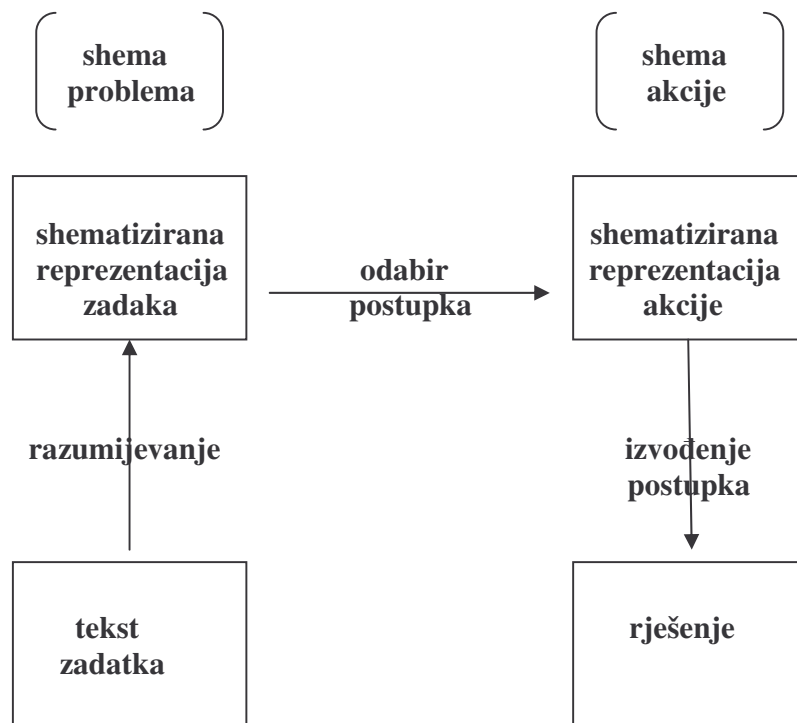 shema
problema
shema
akcije
shematizirana
reprezentacija
zadaka
odabir
postupka
shematizirana
reprezentacija
akcije
razumijevanje
izvođenje
postupka
tekst
zadatka
rješenje